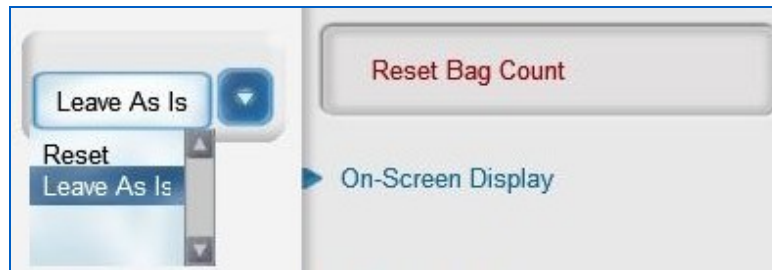 Leave As Is
Reset
Leave As Is
Reset Bag Count
On-Screen Display